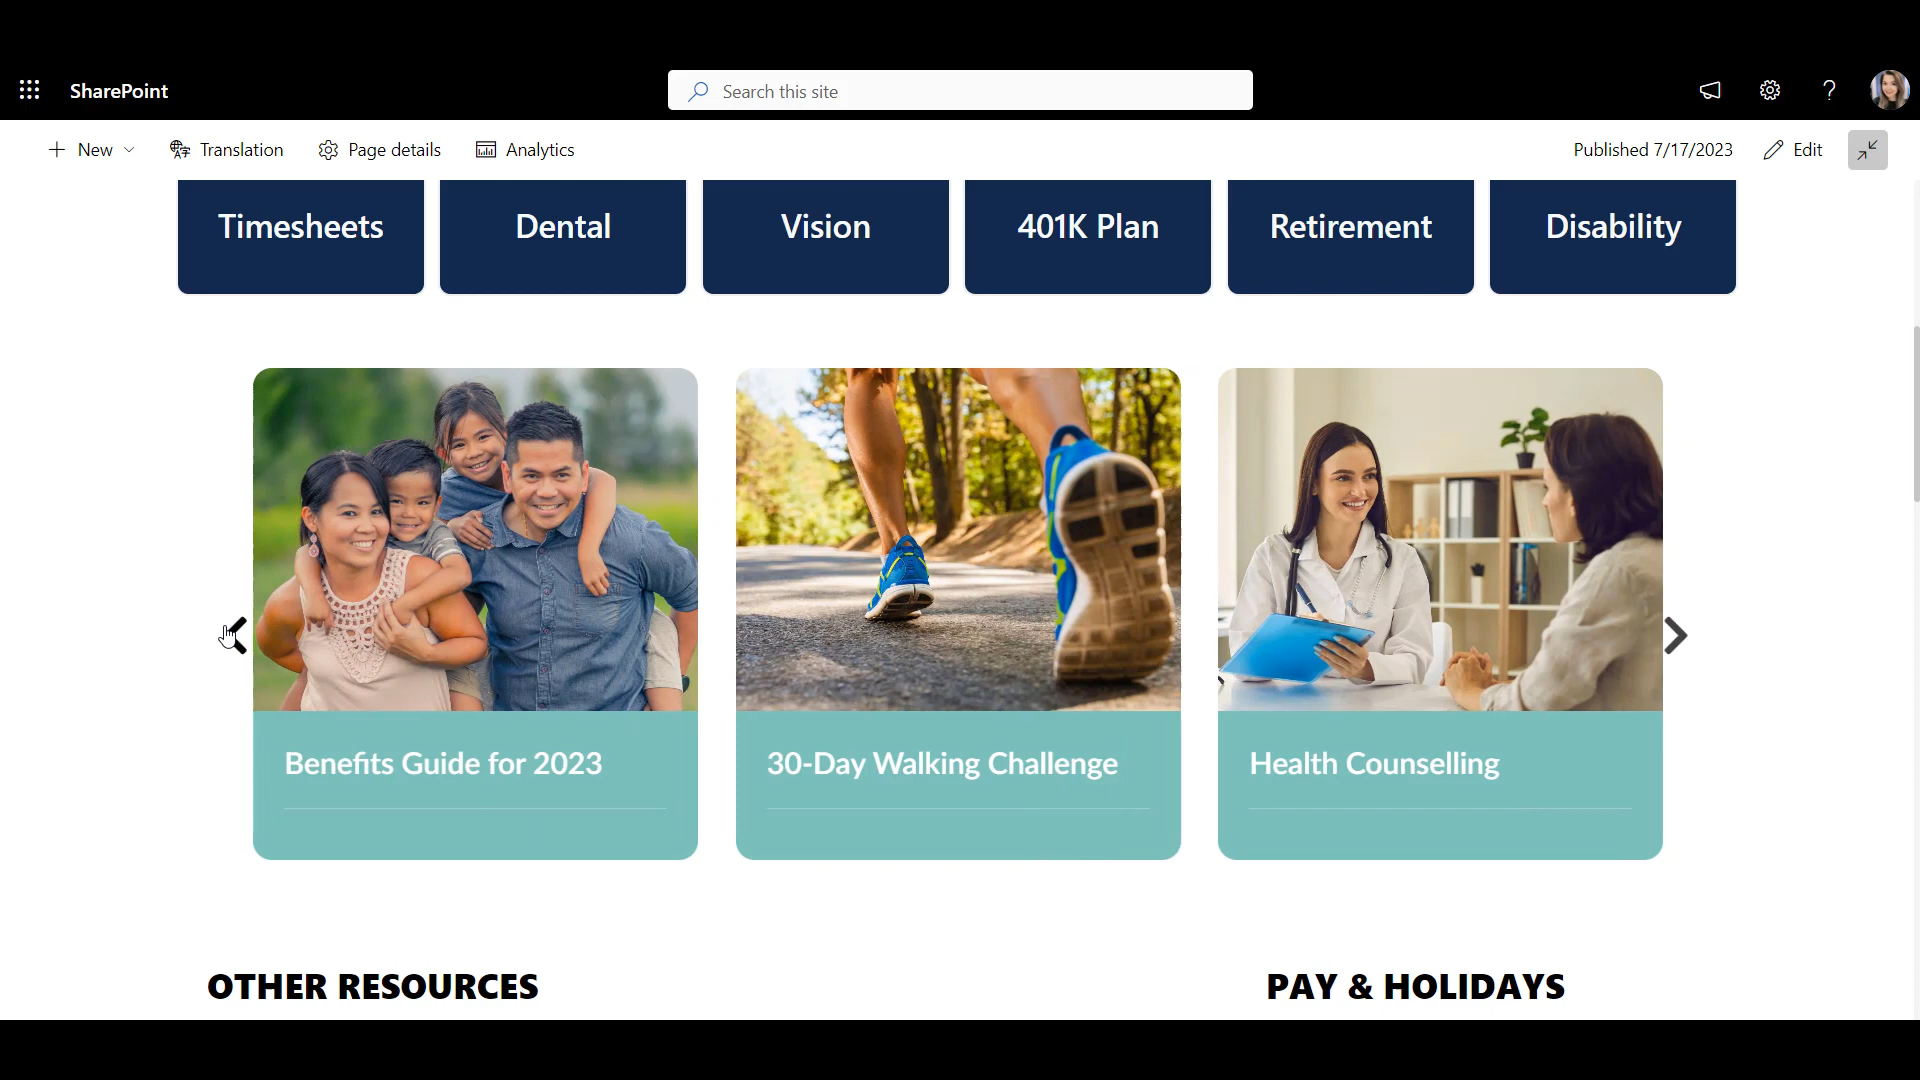 SharePoint
Search this site
New
Translation
Page details
Analytics
Published 7/17/2023
Edit
Timesheets
Dental
Vision
401K Plan
Retirement
Disability
Benefits Guide for 2023
30-Day Walking Challenge
Health Counselling
OTHER RESOURCES
PAY & HOLIDAYS